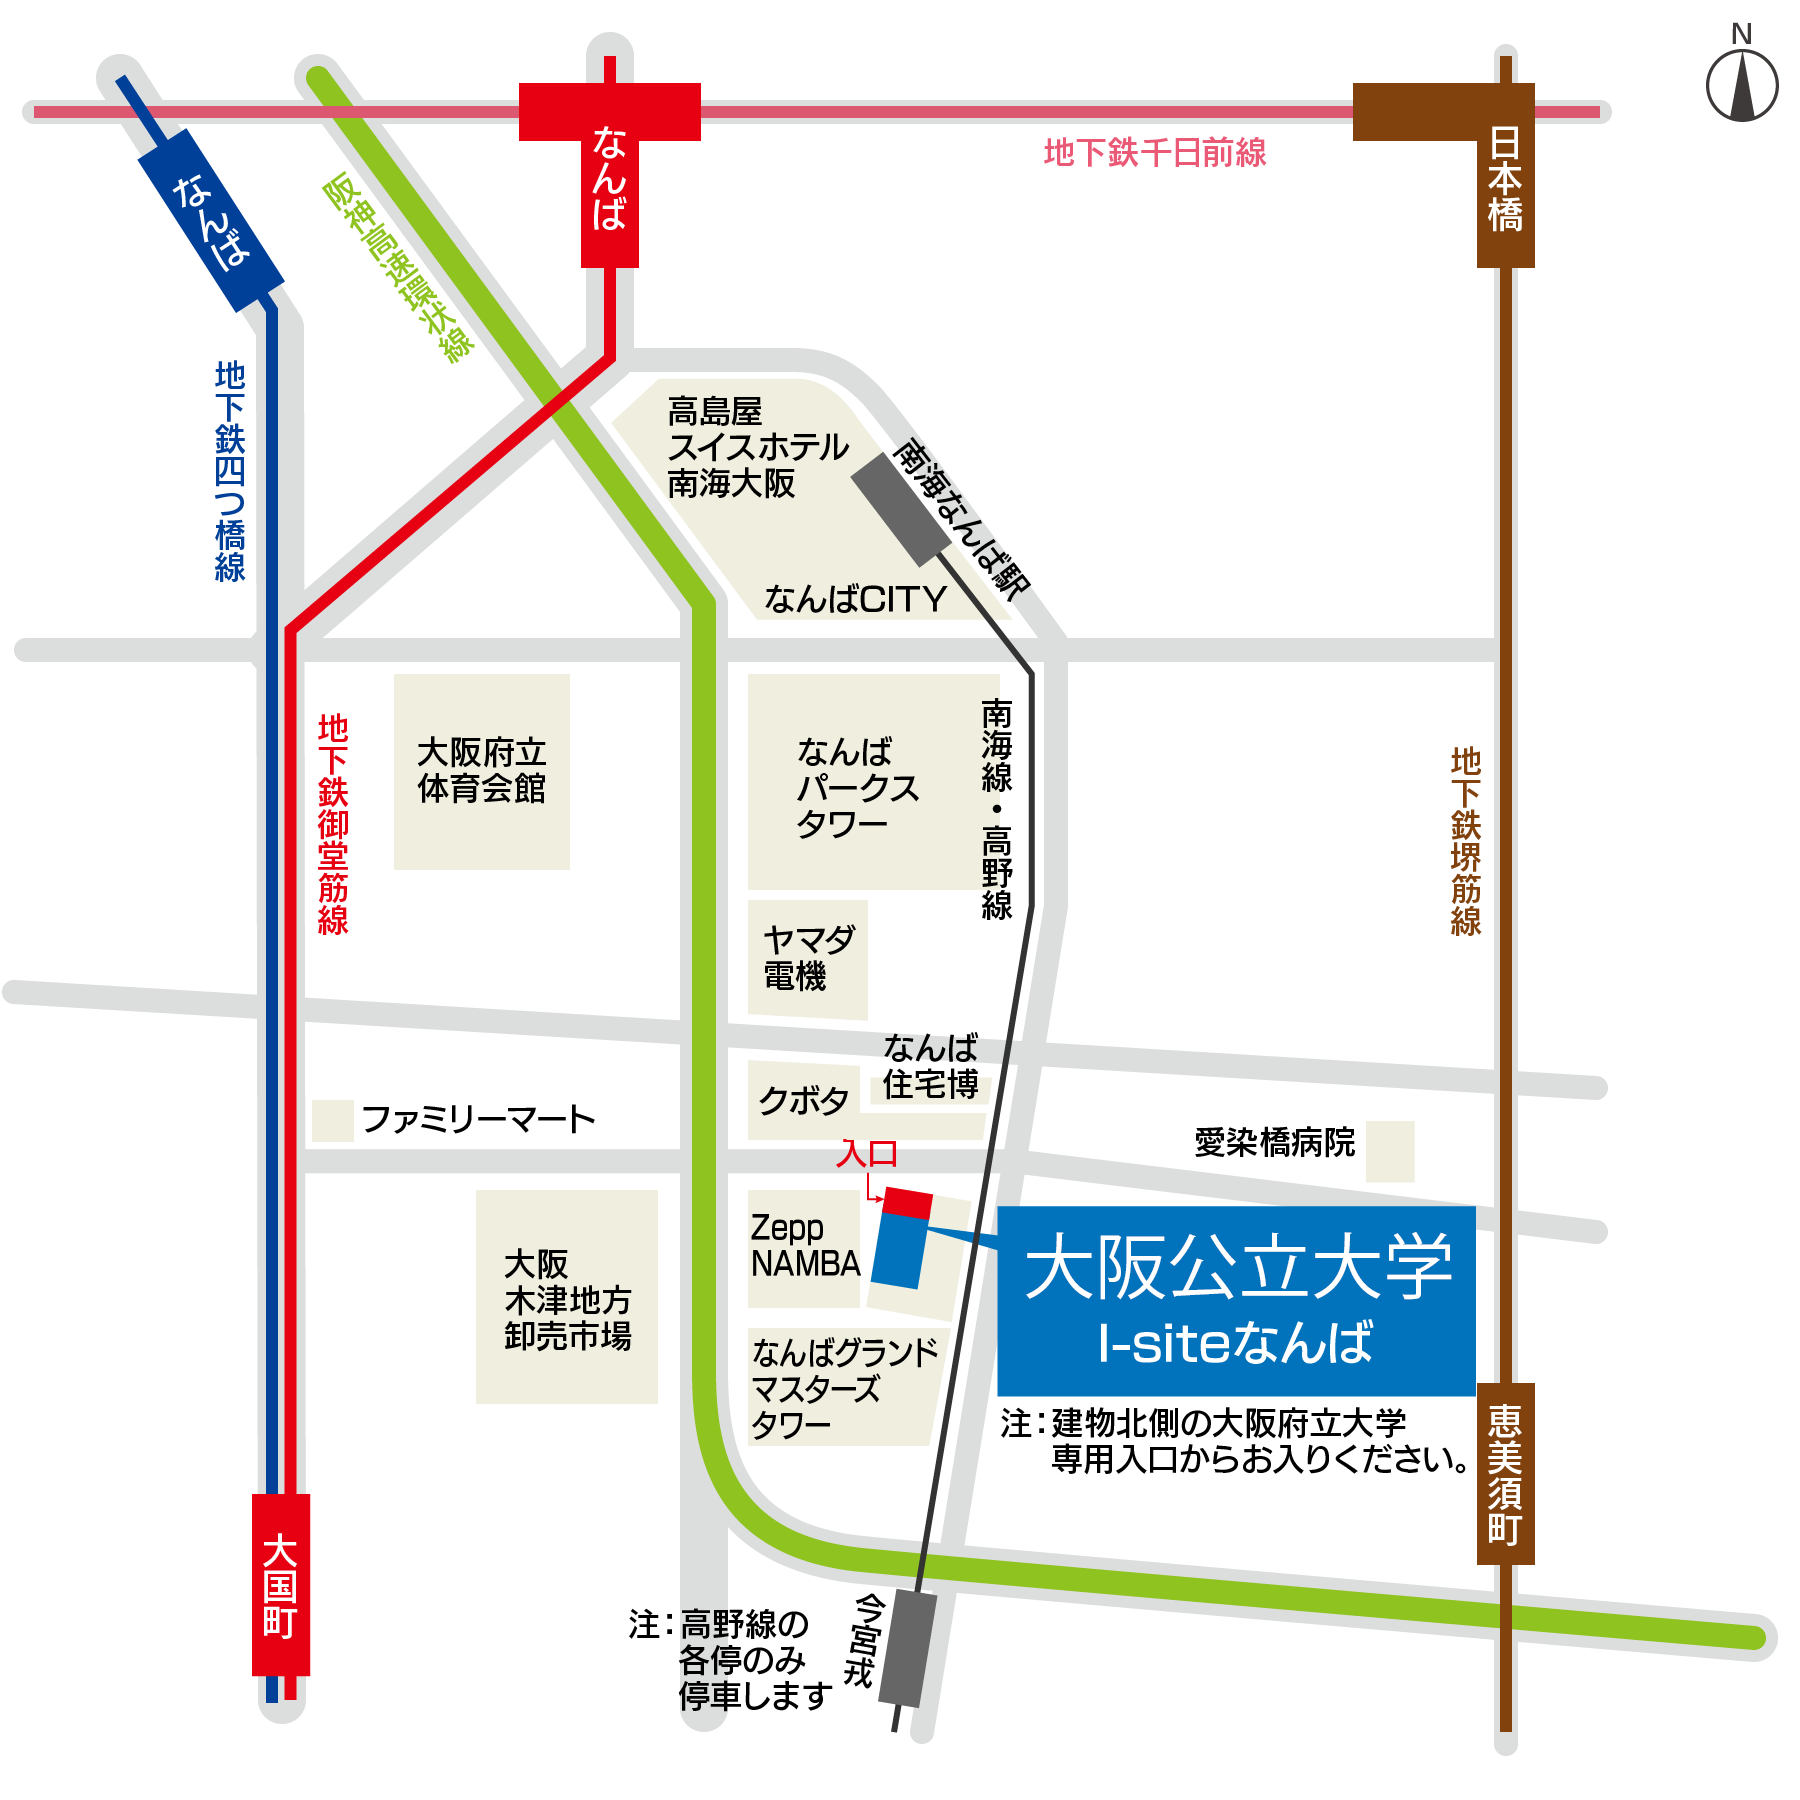 N
なんば
なんば
日本橋
地下鉄千日前線
阪神高速環状線
地下鉄四つ橋線
高島屋
スイスホテル
南海大阪
南海なんば駅
なんばCITY
大阪府立
体育会館
なんば
パークス
タワー
南海線・高野線
地下鉄御堂筋線
地下鉄堺筋線
ヤマダ
電機
なんば
住宅博
クボタ
ファミリーマート
入口
愛染橋病院
Zepp
NAMBA
大阪
木津地方
卸売市場
大阪公立大学
I-siteなんば
なんばグランド
マスターズ
タワー
注：建物北側の大阪府立大学
専用入口からお入りください。
恵美須町
大国町
注：高野線の
各停のみ
停車します
今宮戎